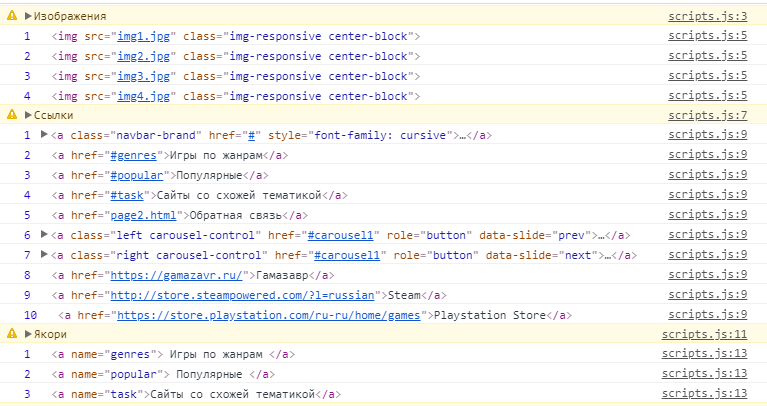 ▶Изображения scripts.js:3
1 <img src="img1.jpg" class="img-responsive center-block"> scripts.js:5
2 <img src="img2.jpg" class="img-responsive center-block"> scripts.js:5
3 <img src="img3.jpg" class="img-responsive center-block"> scripts.js:5
4 <img src="img4.jpg" class="img-responsive center-block"> scripts.js:5
▶Ссылки scripts.js:7
1 ▶<a class="navbar-brand" href="#" style="font-family: cursive">…</a> scripts.js:9
2 <a href="#genres">Игры по жанрам</a> scripts.js:9
3 <a href="#popular">Популярные</a> scripts.js:9
4 <a href="#task">Сайты со схожей тематикой</a> scripts.js:9
5 <a href="page2.html">Обратная связь</a> scripts.js:9
6 ▶<a class="left carousel-control" href="#carousel1" role="button" data-slide="prev">…</a> scripts.js:9
7 ▶<a class="right carousel-control" href="#carousel1" role="button" data-slide="next">…</a> scripts.js:9
8 <a href="https://gamazavr.ru/">Гамазавр</a> scripts.js:9
9 <a href="http://store.steampowered.com/?l=russian">Steam</a> scripts.js:9
10 <a href="https://store.playstation.com/ru-ru/home/games">Playstation Store</a> scripts.js:9
▶Якори scripts.js:11
1 <a name="genres"> Игры по жанрам </a> scripts.js:13
2 <a name="popular"> Популярные </a> scripts.js:13
3 <a name="task">Сайты со схожей тематикой</a> scripts.js:13